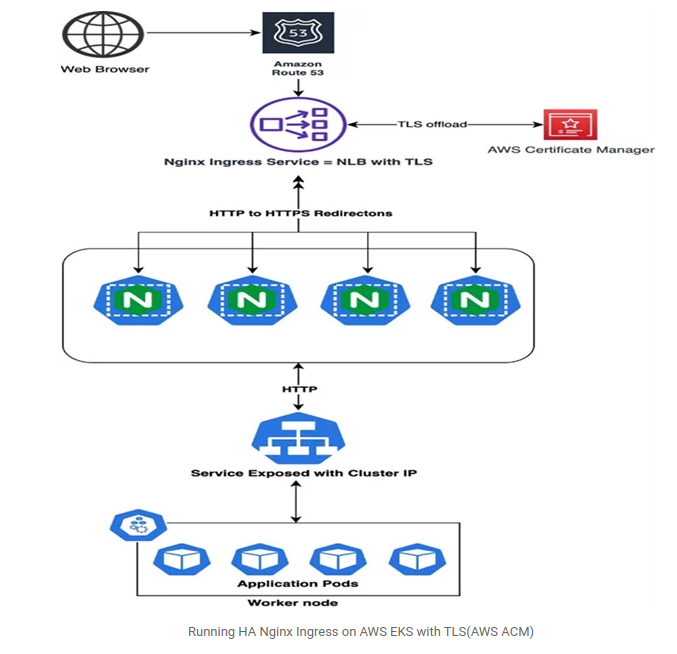 53
Web Browser
Amazon
Route 53
TLS offload
AWS Certificate Manager
Nginx Ingress Service = NLB with TLS
HTTP to HTTPS Redirectons
N N N N
HTTP
Service Exposed with Cluster IP
Application Pods
Worker node
Running HA Nginx Ingress on AWS EKS with TLS(AWS ACM)